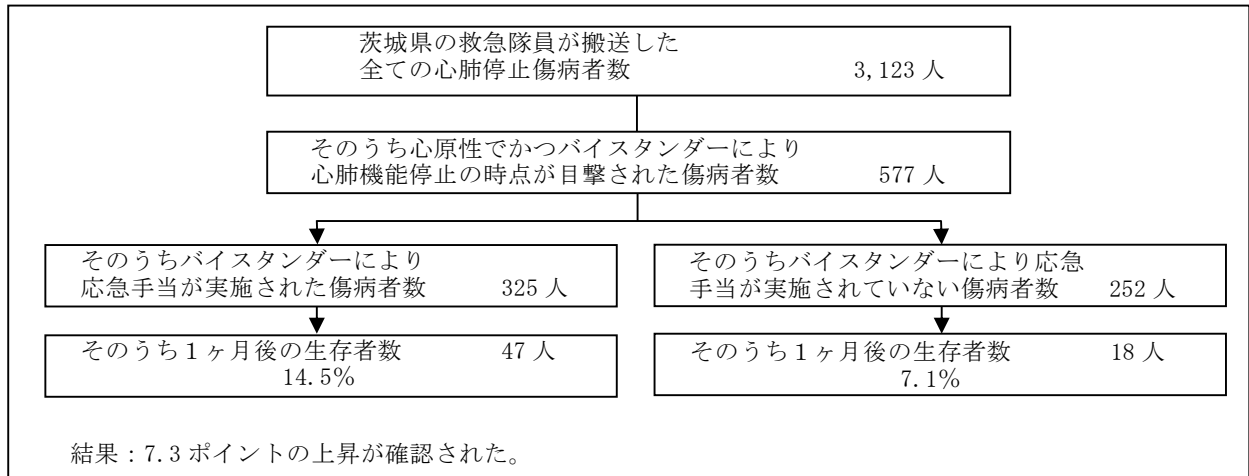 茨城県の救急隊員が搬送した
全ての心肺停止傷病者数 3,123 人
そのうち心原性でかつバイスタンダーにより
心肺機能停止の時点が目撃された傷病者数 577 人
そのうちバイスタンダーにより
応急手当が実施された傷病者数 325 人
そのうちバイスタンダーにより応急
手当が実施されていない傷病者数 252 人
そのうち１ヶ月後の生存者数 47 人
14.5%
そのうち１ヶ月後の生存者数 18 人
7.1%
結果：7.3 ポイントの上昇が確認された。